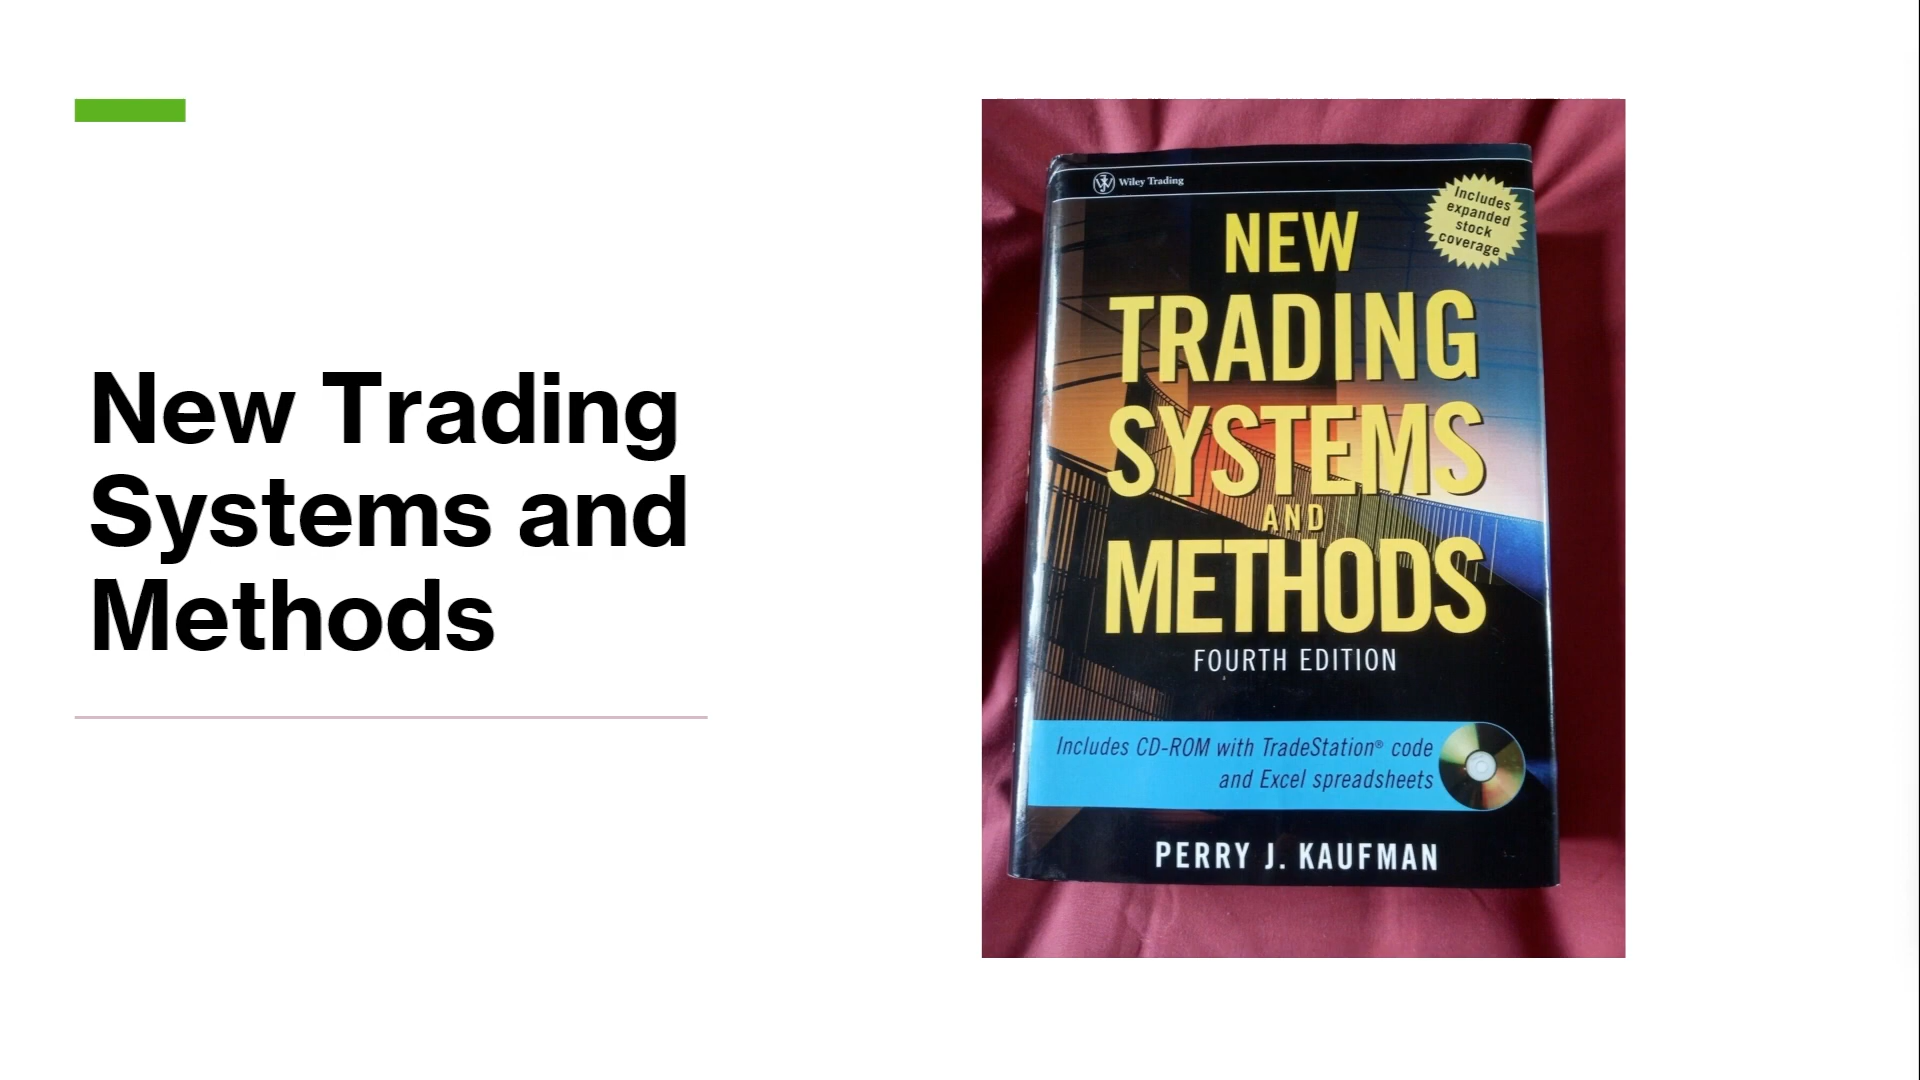 New Trading
Systems and
Methods
Wiley Trading
Includes
expanded
stock
coverage
NEW
TRADING
SYSTEMS
AND
METHODS
FOURTH EDITION
Includes CD-ROM with TradeStation® code
and Excel spreadsheets
PERRY J. KAUFMAN